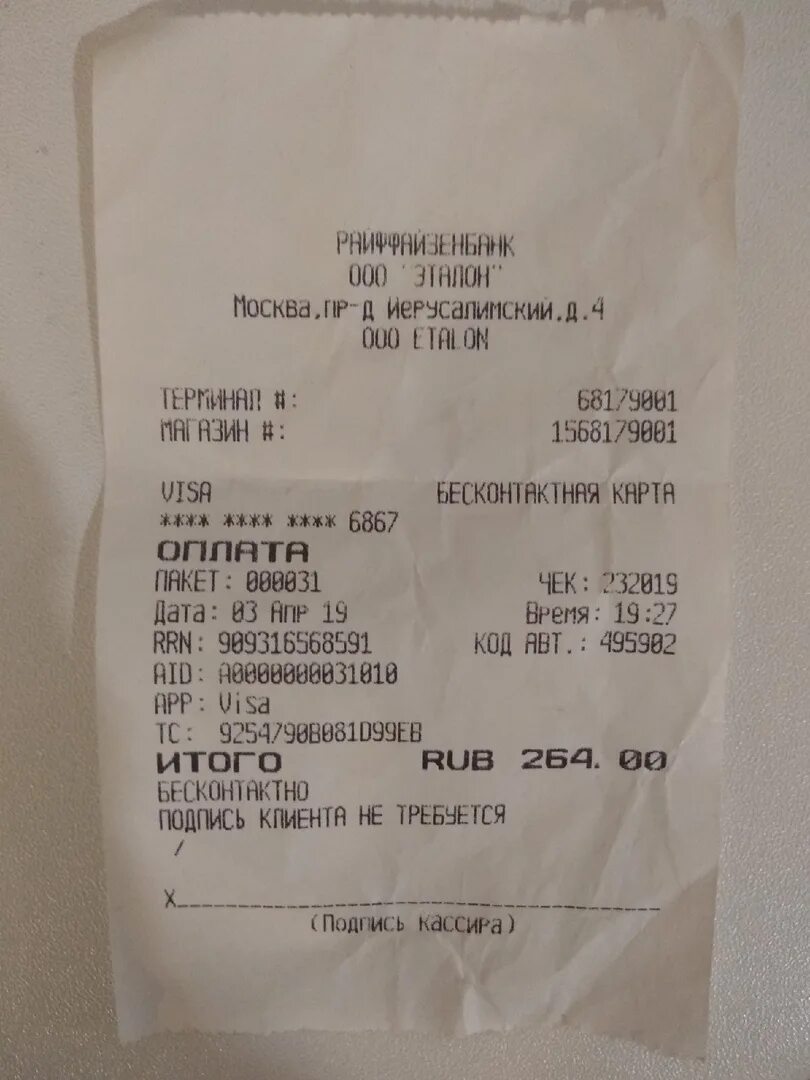 РАЙФФАЙЗЕНБАНК
ООО "ЭТАЛОН"
Москва,пр-д Иерусалимский,д.4
ООО ETALON
ТЕРМИНАЛ #: 68179001
МАГАЗИН #: 1568179001
VISA БЕСКОНТАКТНАЯ КАРТА
**** **** **** 6867
ОПЛАТА
ПАКЕТ: 000031 ЧЕК: 232019
Дата: 03 Апр 19 Время: 19:27
RRN: 909316568591 КОД АВТ.: 495902
AID: A0000000031010
APP: Visa
TC: 9254790B081D99EB
ИТОГО RUB 264.00
БЕСКОНТАКТНО
ПОДПИСЬ КЛИЕНТА НЕ ТРЕБУЕТСЯ
/
X______________________________
(Подпись кассира)